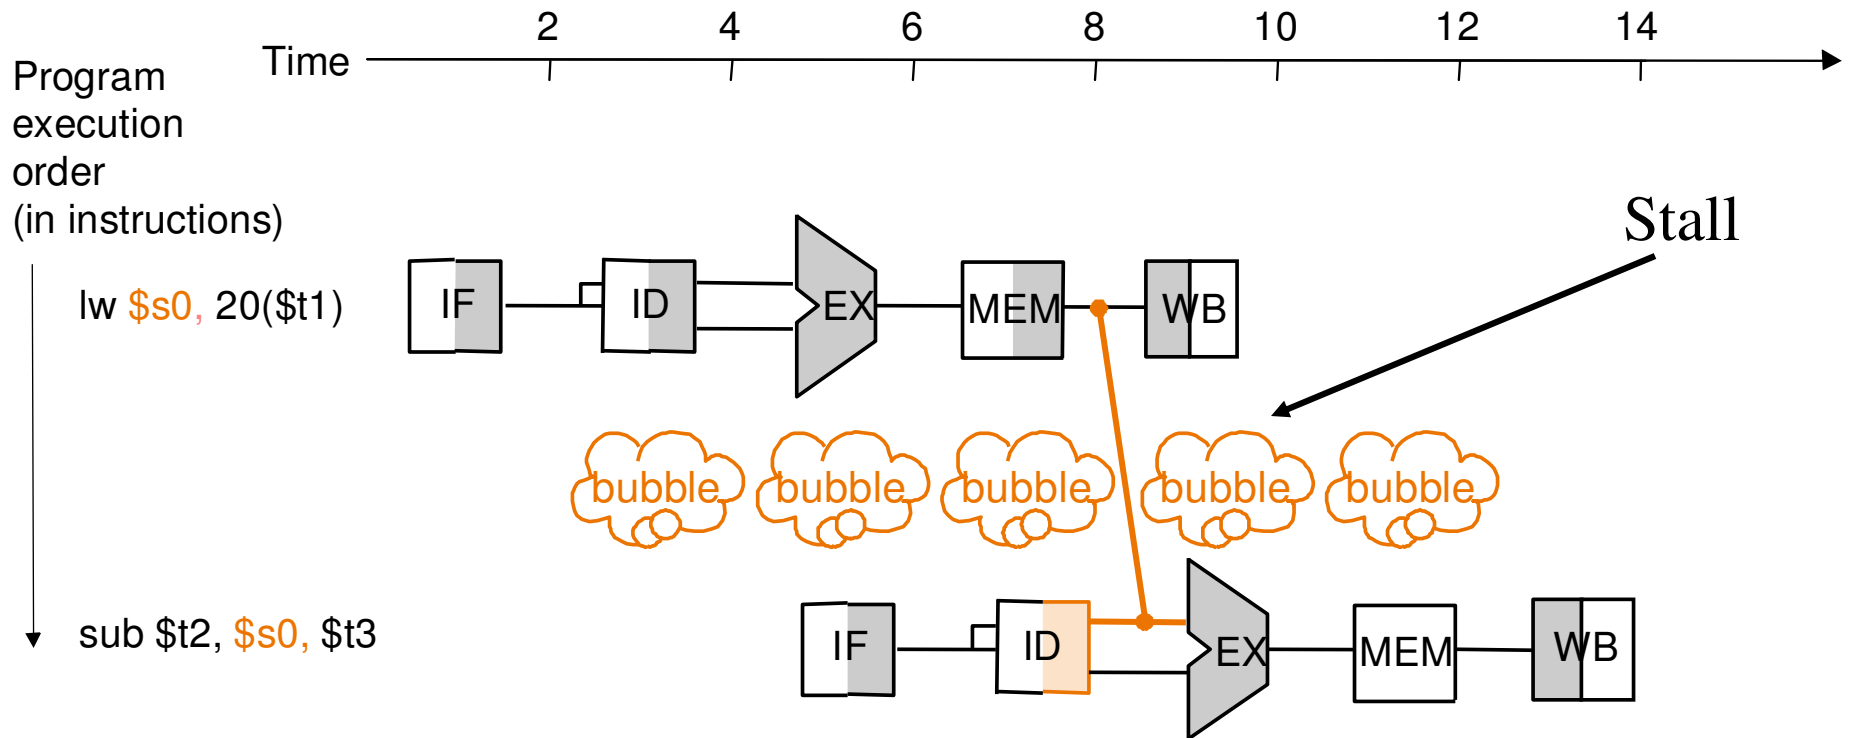 2 4 6 8 10 12 14
Time
Program
execution
order
(in instructions)
Stall
lw $s0, 20($t1)
IF ID EX MEM WB
bubble bubble bubble bubble bubble
sub $t2, $s0, $t3
IF ID EX MEM WB